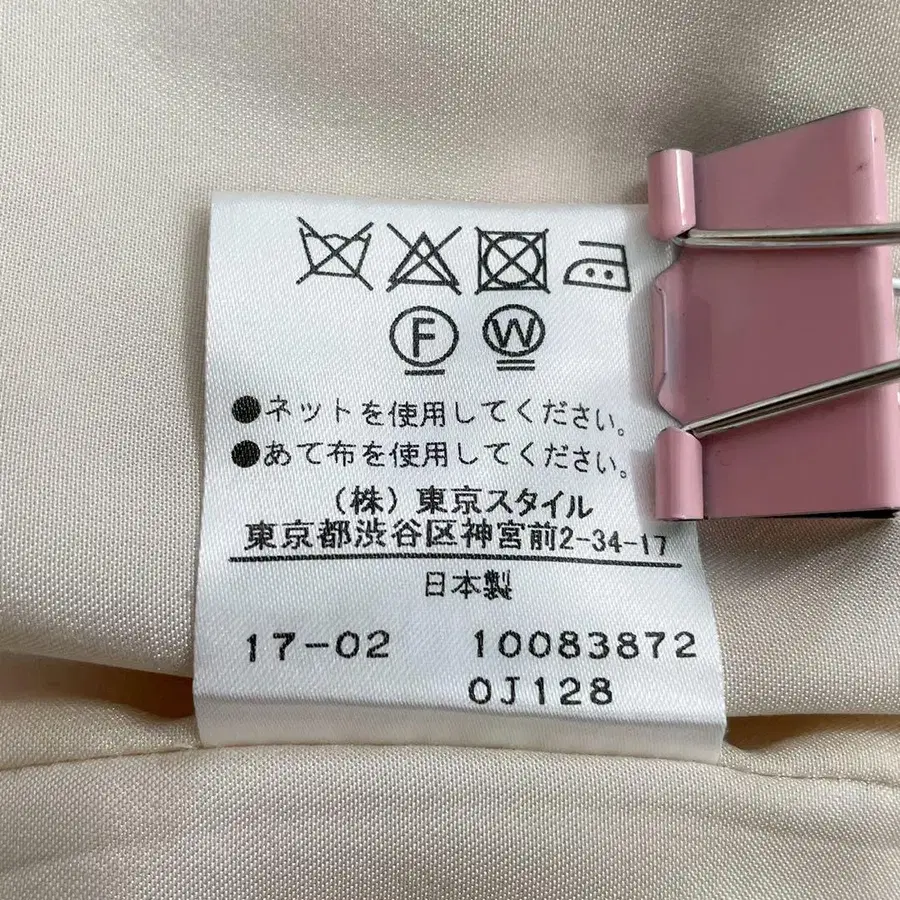 F W
●ネットを使用してください。
●あて布を使用してください。
(株)東京スタイル
東京都渋谷区神宮前2-34-17
日本製
17-02 10083872
0J128